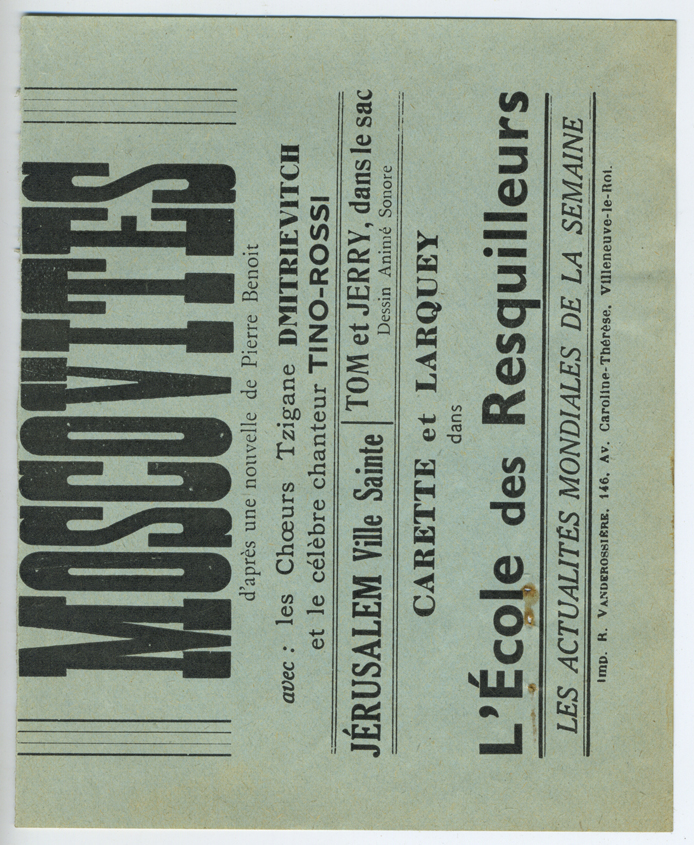 MOSCOVITES
d'après une nouvelle de Pierre Benoit
avec : les Chœurs Tzigane DMITRIEVITCH
et le célèbre chanteur TINO-ROSSI
JÉRUSALEM Ville Sainte
TOM et JERRY, dans le sac
Dessin Animé Sonore
CARETTE et LARQUEY
dans
L'École des Resquilleurs
LES ACTUALITÉS MONDIALES DE LA SEMAINE
Imp. R. VANDEROSSIÈRE, 146, Av. Caroline-Thérèse, Villeneuve-le-Roi.